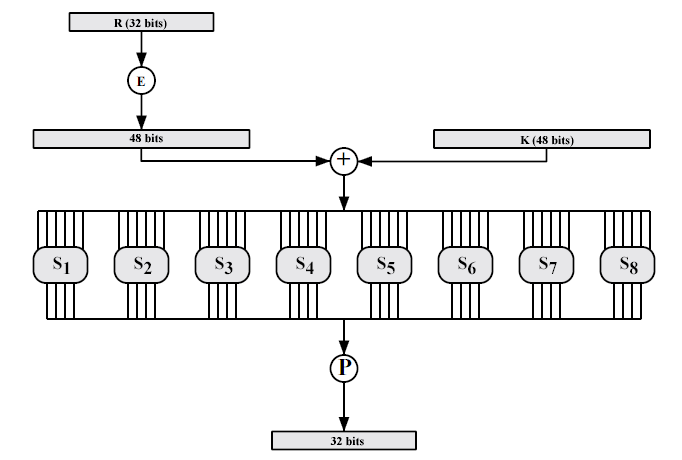 R (32 bits)
E
48 bits
K (48 bits)
+
S1 S2 S3 S4 S5 S6 S7 S8
P
32 bits